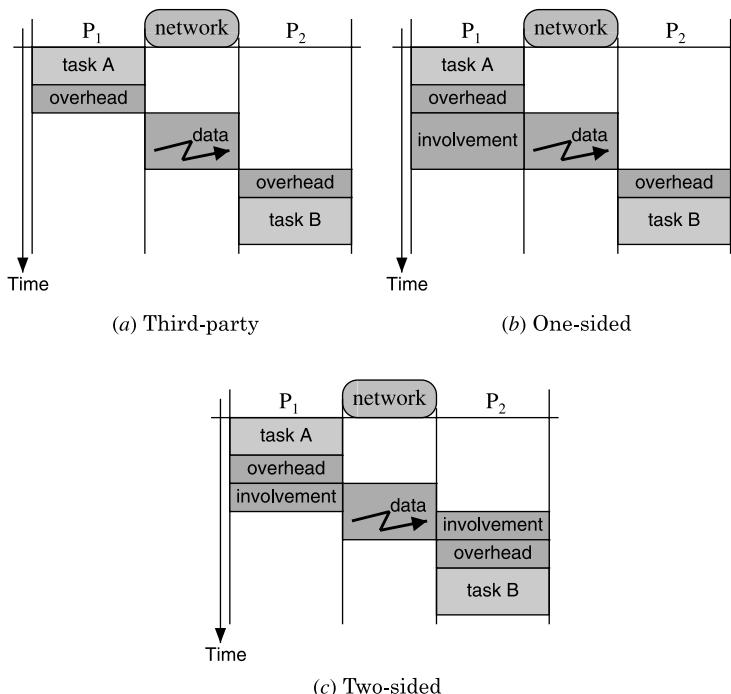 P1 network P2
task A
overhead
data
overhead
task B
Time
(a) Third-party
P1 network P2
task A
overhead
involvement data
overhead
task B
Time
(b) One-sided
P1 network P2
task A
overhead
involvement data
involvement
overhead
task B
Time
(c) Two-sided